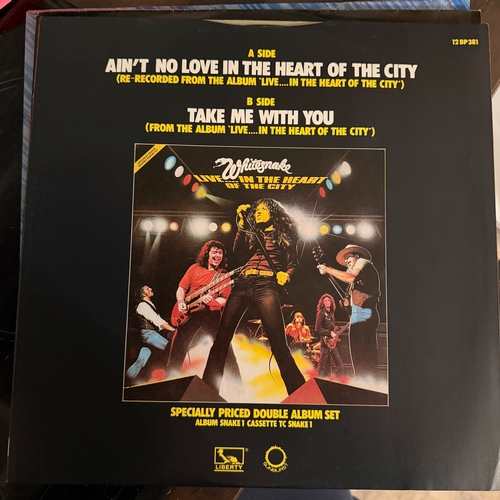 A SIDE
12 BP 381
AIN'T NO LOVE IN THE HEART OF THE CITY
(RE-RECORDED FROM THE ALBUM 'LIVE....IN THE HEART OF THE CITY')
B SIDE
TAKE ME WITH YOU
(FROM THE ALBUM 'LIVE....IN THE HEART OF THE CITY')
Whitesnake
LIVE....IN THE HEART
OF THE CITY
SPECIALLY PRICED DOUBLE ALBUM SET
ALBUM SNAKE 1 CASSETTE TC SNAKE 1
LIBERTY
SUNBURST